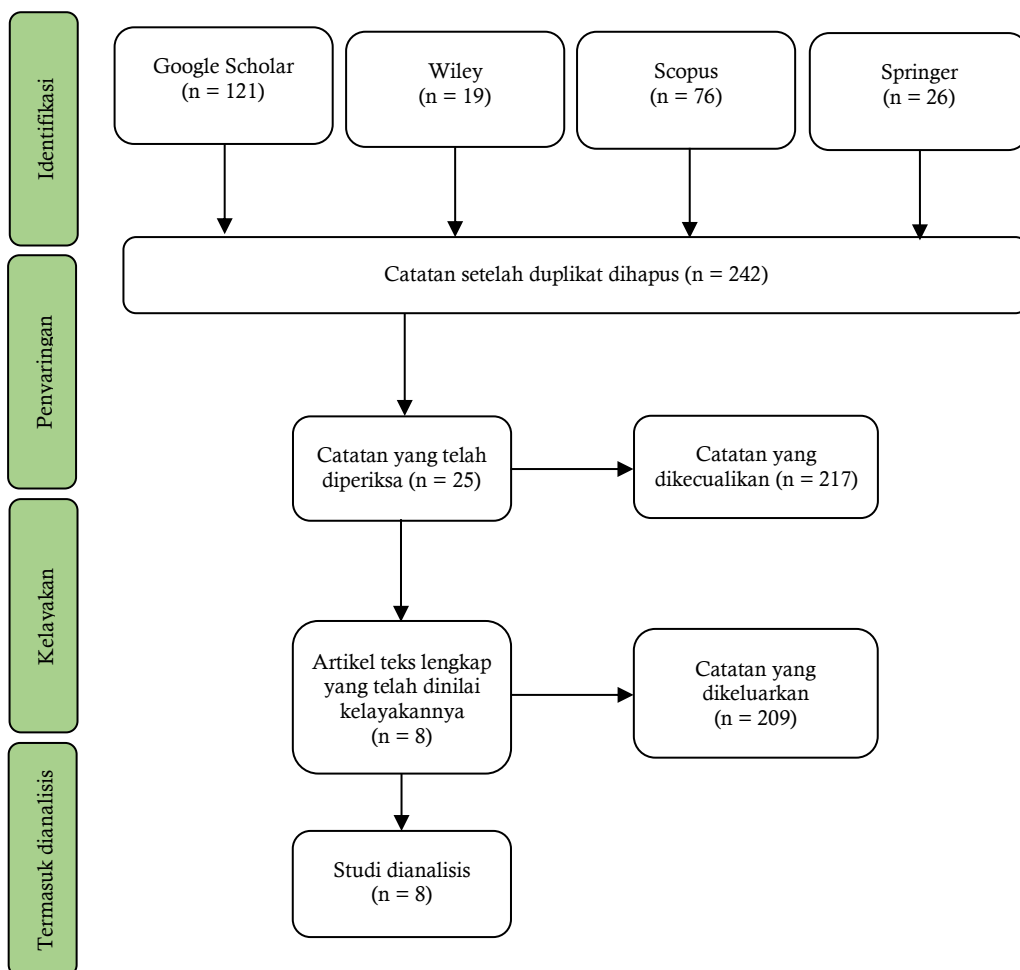 Identifikasi
Google Scholar
(n = 121)
Wiley
(n = 19)
Scopus
(n = 76)
Springer
(n = 26)
Catatan setelah duplikat dihapus (n = 242)
Penyaringan
Catatan yang telah
diperiksa (n = 25)
Catatan yang
dikecualikan (n = 217)
Kelayakan
Artikel teks lengkap
yang telah dinilai
kelayakannya
(n = 8)
Catatan yang
dikeluarkan
(n = 209)
Termasuk dianalisis
Studi dianalisis
(n = 8)